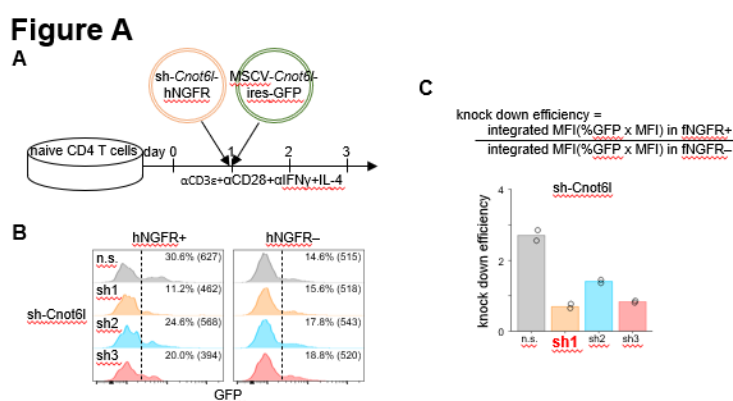 Figure A
A
sh-Cnot6l-
hNGFR
MSCV-Cnot6l-
ires-GFP
naive CD4 T cells
day 0 1 2 3
αCD3ε+αCD28+αIFNγ+IL-4
B
hNGFR+ hNGFR–
sh-Cnot6l
n.s. 30.6% (627) 14.6% (515)
sh1 11.2% (462) 15.6% (518)
sh2 24.6% (568) 17.8% (543)
sh3 20.0% (394) 18.8% (520)
GFP
C
knock down efficiency =
integrated MFI(%GFP x MFI) in fNGFR+
integrated MFI(%GFP x MFI) in fNGFR–
sh-Cnot6l
knock down efficiency
4
2
0
n.s. sh1 sh2 sh3